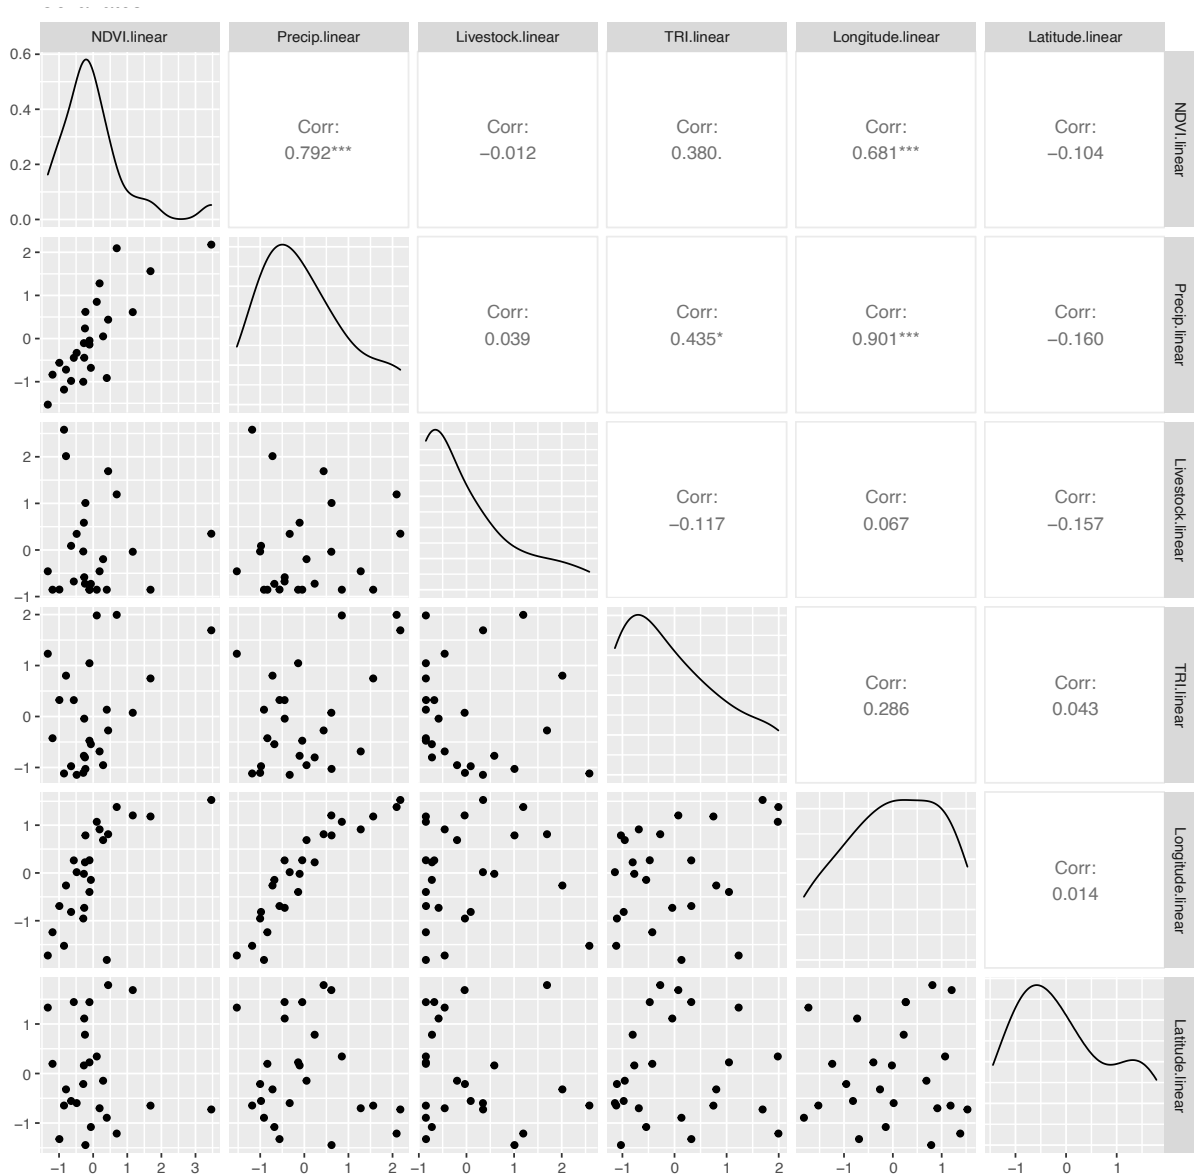 NDVI.linear Precip.linear Livestock.linear TRI.linear Longitude.linear Latitude.linear
0.6
0.4
0.2
0.0
Corr:
0.792***
Corr:
−0.012
Corr:
0.380.
Corr:
0.681***
Corr:
−0.104
NDVI.linear
2
1
0
−1
Corr:
0.039
Corr:
0.435*
Corr:
0.901***
Corr:
−0.160
Precip.linear
2
1
0
−1
Corr:
−0.117
Corr:
0.067
Corr:
−0.157
Livestock.linear
2
1
0
−1
Corr:
0.286
Corr:
0.043
TRI.linear
1
0
−1
Corr:
0.014
Longitude.linear
1
0
−1
Latitude.linear
−1 0 1 2 3 −1 0 1 2 −1 0 1 2 −1 0 1 2 −1 0 1 −1 0 1